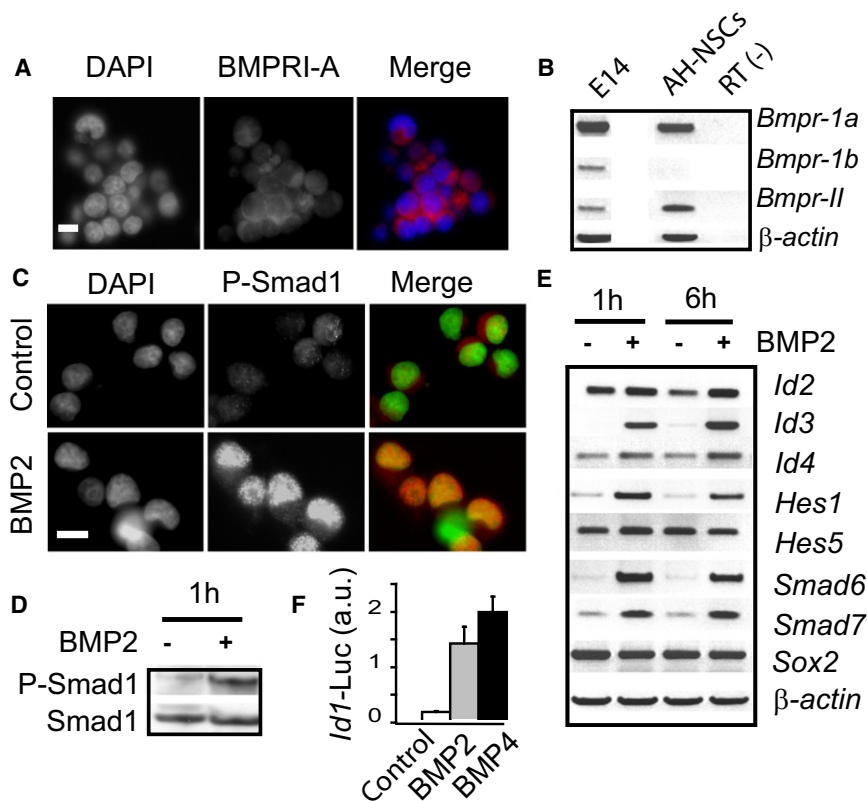 A
DAPI BMPRI-A Merge
B
E14 AH-NSCs RT (-)
Bmpr-1a
Bmpr-1b
Bmpr-II
β-actin
C
DAPI P-Smad1 Merge
Control
BMP2
D
1h
BMP2 - +
P-Smad1
Smad1
E
1h 6h
- + - + BMP2
Id2
Id3
Id4
Hes1
Hes5
Smad6
Smad7
Sox2
β-actin
F
Id1-Luc (a.u.)
2
1
0
Control BMP2 BMP4